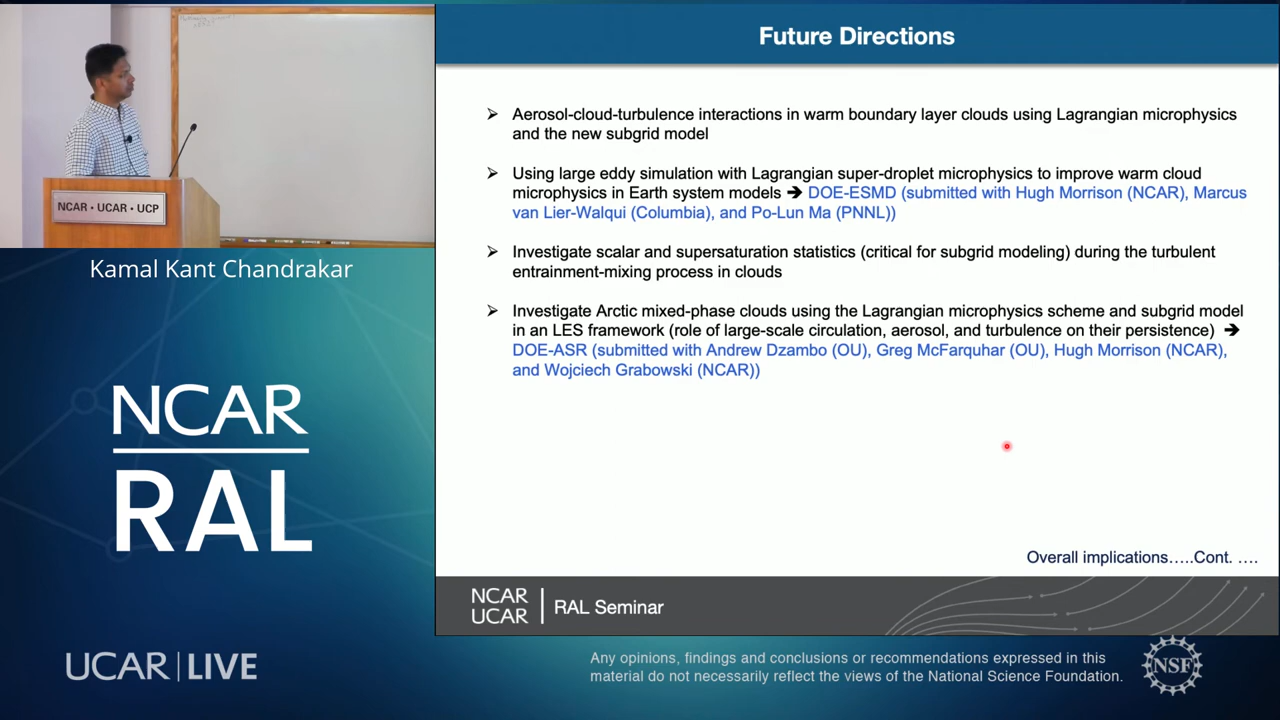 NCAR • UCAR • UCP
Kamal Kant Chandrakar
NCAR
RAL
UCAR | LIVE
Future Directions
➢ Aerosol-cloud-turbulence interactions in warm boundary layer clouds using Lagrangian microphysics
and the new subgrid model
➢ Using large eddy simulation with Lagrangian super-droplet microphysics to improve warm cloud
microphysics in Earth system models ➔ DOE-ESMD (submitted with Hugh Morrison (NCAR), Marcus
van Lier-Walqui (Columbia), and Po-Lun Ma (PNNL))
➢ Investigate scalar and supersaturation statistics (critical for subgrid modeling) during the turbulent
entrainment-mixing process in clouds
➢ Investigate Arctic mixed-phase clouds using the Lagrangian microphysics scheme and subgrid model
in an LES framework (role of large-scale circulation, aerosol, and turbulence on their persistence) ➔
DOE-ASR (submitted with Andrew Dzambo (OU), Greg McFarquhar (OU), Hugh Morrison (NCAR),
and Wojciech Grabowski (NCAR))
Overall implications…..Cont. ….
NCAR
UCAR
RAL Seminar
Any opinions, findings and conclusions or recommendations expressed in this
material do not necessarily reflect the views of the National Science Foundation.
NSF